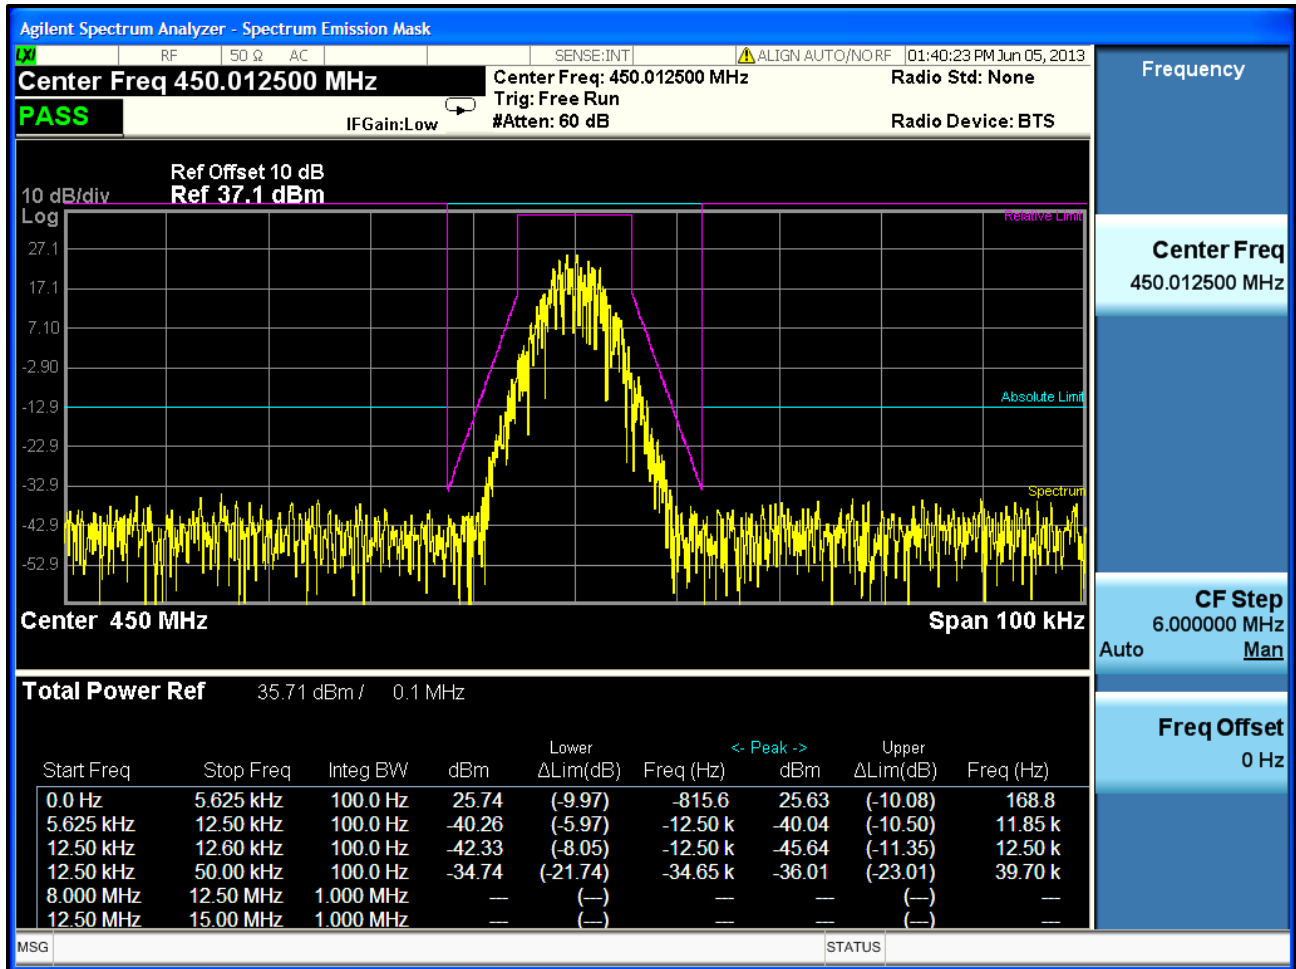 Agilent Spectrum Analyzer - Spectrum Emission Mask
LXI RF 50 Ω AC SENSE:INT ALIGN AUTO/NO RF 01:40:23 PM Jun 05, 2013
Center Freq 450.012500 MHz
Center Freq: 450.012500 MHz Radio Std: None
Trig: Free Run
PASS IFGain:Low #Atten: 60 dB Radio Device: BTS
Ref Offset 10 dB
10 dB/div Ref 37.1 dBm
Log
Relative Limit
27.1
17.1
7.10
-2.90
Absolute Limit
-12.9
-22.9
-32.9
Spectrum
-42.9
-52.9
Center 450 MHz Span 100 kHz
Total Power Ref 35.71 dBm / 0.1 MHz
Lower <- Peak -> Upper
Start Freq Stop Freq Integ BW dBm ΔLim(dB) Freq (Hz) dBm ΔLim(dB) Freq (Hz)
0.0 Hz 5.625 kHz 100.0 Hz 25.74 (-9.97) -815.6 25.63 (-10.08) 168.8
5.625 kHz 12.50 kHz 100.0 Hz -40.26 (-5.97) -12.50 k -40.04 (-10.50) 11.85 k
12.50 kHz 12.60 kHz 100.0 Hz -42.33 (-8.05) -12.50 k -45.64 (-11.35) 12.50 k
12.50 kHz 50.00 kHz 100.0 Hz -34.74 (-21.74) -34.65 k -36.01 (-23.01) 39.70 k
8.000 MHz 12.50 MHz 1.000 MHz --- (---) --- --- (---) ---
12.50 MHz 15.00 MHz 1.000 MHz --- (---) --- --- (---) ---
MSG STATUS
Frequency
Center Freq
450.012500 MHz
CF Step
6.000000 MHz
Auto Man
Freq Offset
0 Hz